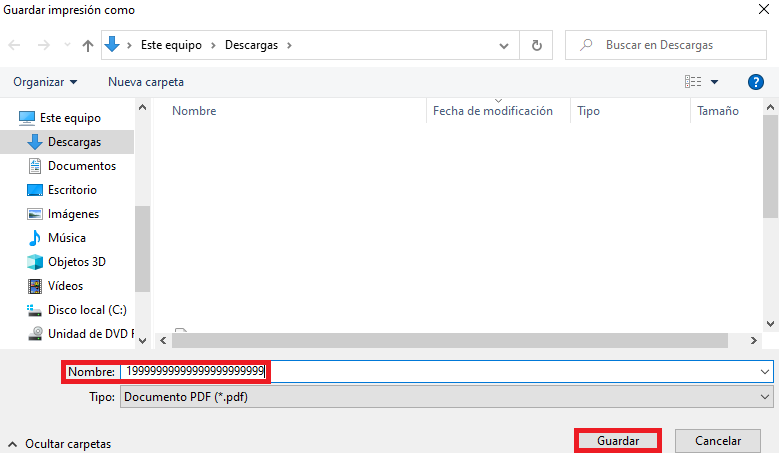 Guardar impresión como
Este equipo > Descargas >
Buscar en Descargas
Organizar
Nueva carpeta
?
Nombre
Fecha de modificación
Tipo
Tamaño
Este equipo
Descargas
Documentos
Escritorio
Imágenes
Música
Objetos 3D
Vídeos
Disco local (C:)
Unidad de DVD F
Nombre:
Tipo: Documento PDF (*.pdf)
Ocultar carpetas
Guardar
Cancelar